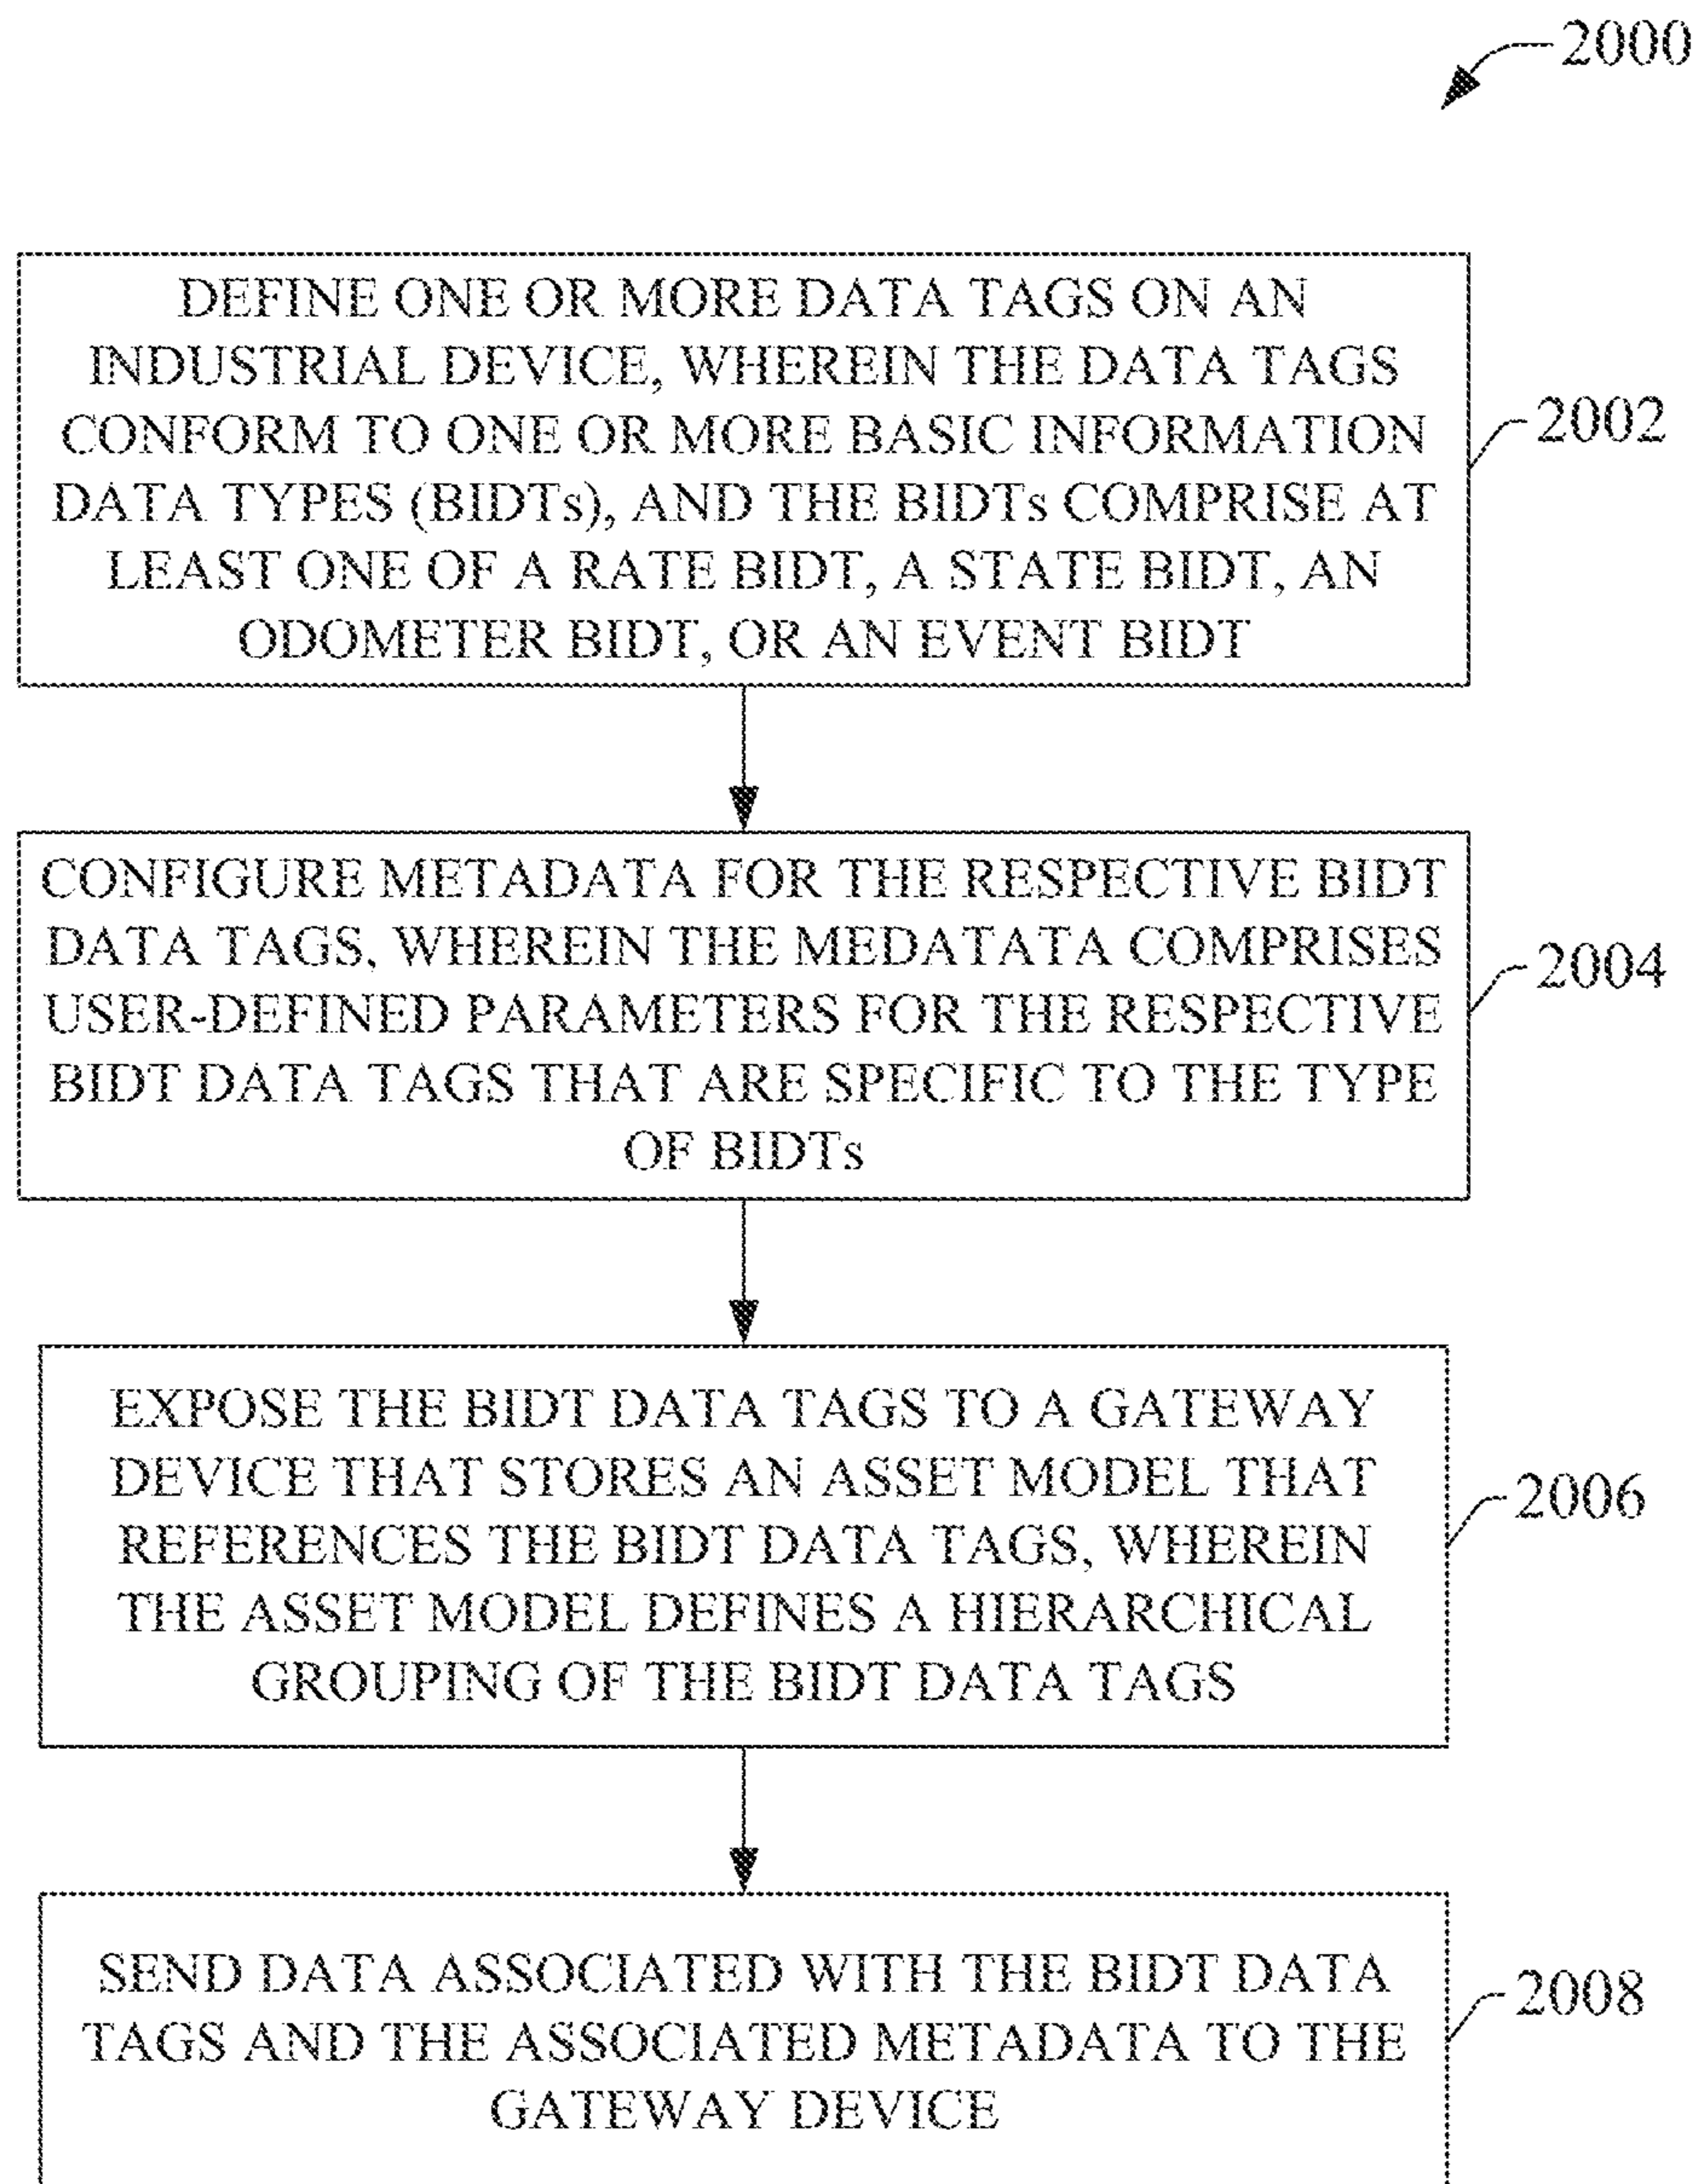 2000
DEFINE ONE OR MORE DATA TAGS ON AN
INDUSTRIAL DEVICE, WHEREIN THE DATA TAGS
CONFORM TO ONE OR MORE BASIC INFORMATION
DATA TYPES (BIDTs), AND THE BIDTs COMPRISE AT
LEAST ONE OF A RATE BIDT, A STATE BIDT, AN
ODOMETER BIDT, OR AN EVENT BIDT
2002
CONFIGURE METADATA FOR THE RESPECTIVE BIDT
DATA TAGS, WHEREIN THE MEDATATA COMPRISES
USER-DEFINED PARAMETERS FOR THE RESPECTIVE
BIDT DATA TAGS THAT ARE SPECIFIC TO THE TYPE
OF BIDTs
2004
EXPOSE THE BIDT DATA TAGS TO A GATEWAY
DEVICE THAT STORES AN ASSET MODEL THAT
REFERENCES THE BIDT DATA TAGS, WHEREIN
THE ASSET MODEL DEFINES A HIERARCHICAL
GROUPING OF THE BIDT DATA TAGS
2006
SEND DATA ASSOCIATED WITH THE BIDT DATA
TAGS AND THE ASSOCIATED METADATA TO THE
GATEWAY DEVICE
2008